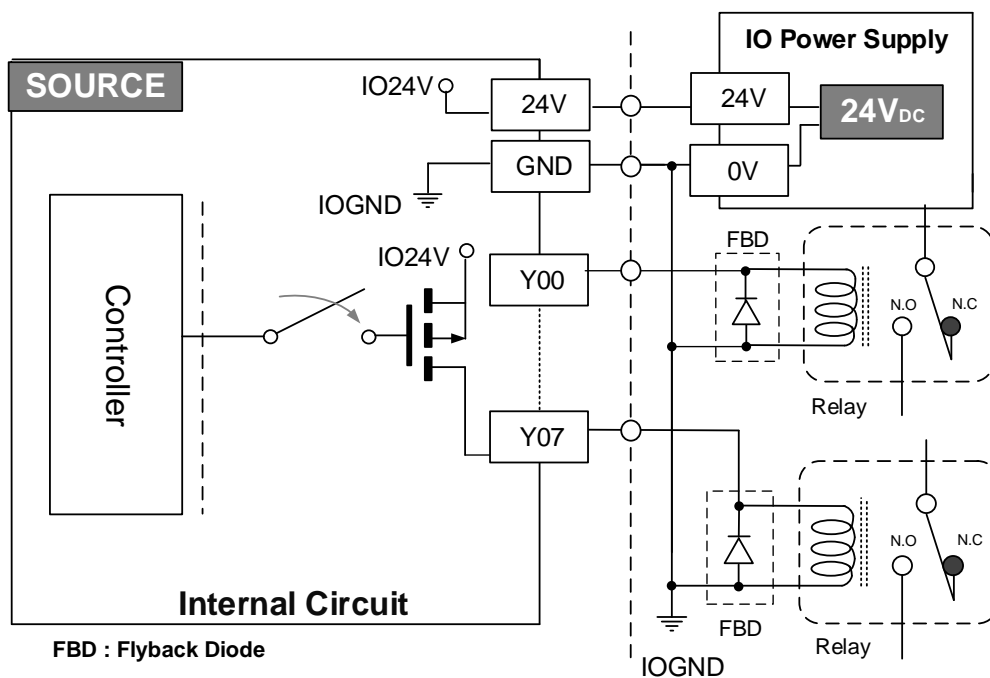 IO Power Supply
SOURCE
IO24V
24V
24V
24VDC
GND
0V
IOGND
IO24V
FBD
Y00
N.O
N.C
Controller
Relay
Y07
N.O
N.C
Internal Circuit
FBD
Relay
FBD : Flyback Diode
IOGND